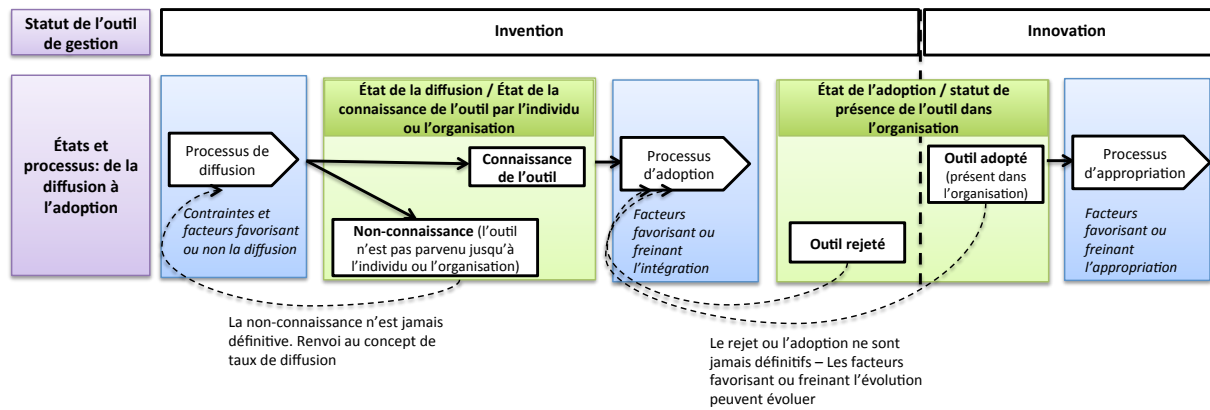 Statut de l'outil
de gestion
Invention
Innovation
États et
processus: de la
diffusion à
l'adoption
Processus de
diffusion
Contraintes et
facteurs favorisant
ou non la diffusion
État de la diffusion / État de la
connaissance de l'outil par l'individu
ou l'organisation
Connaissance
de l'outil
Non-connaissance (l'outil
n'est pas parvenu jusqu'à
l'individu ou l'organisation)
La non-connaissance n'est jamais
définitive. Renvoi au concept de
taux de diffusion
Processus
d'adoption
Facteurs
favorisant ou
freinant
l'intégration
État de l'adoption / statut de
présence de l'outil dans
l'organisation
Outil adopté
(présent dans
l'organisation)
Outil rejeté
Le rejet ou l'adoption ne sont
jamais définitifs – Les facteurs
favorisant ou freinant l'évolution
peuvent évoluer
Processus
d'appropriation
Facteurs
favorisant ou
freinant
l'appropriation